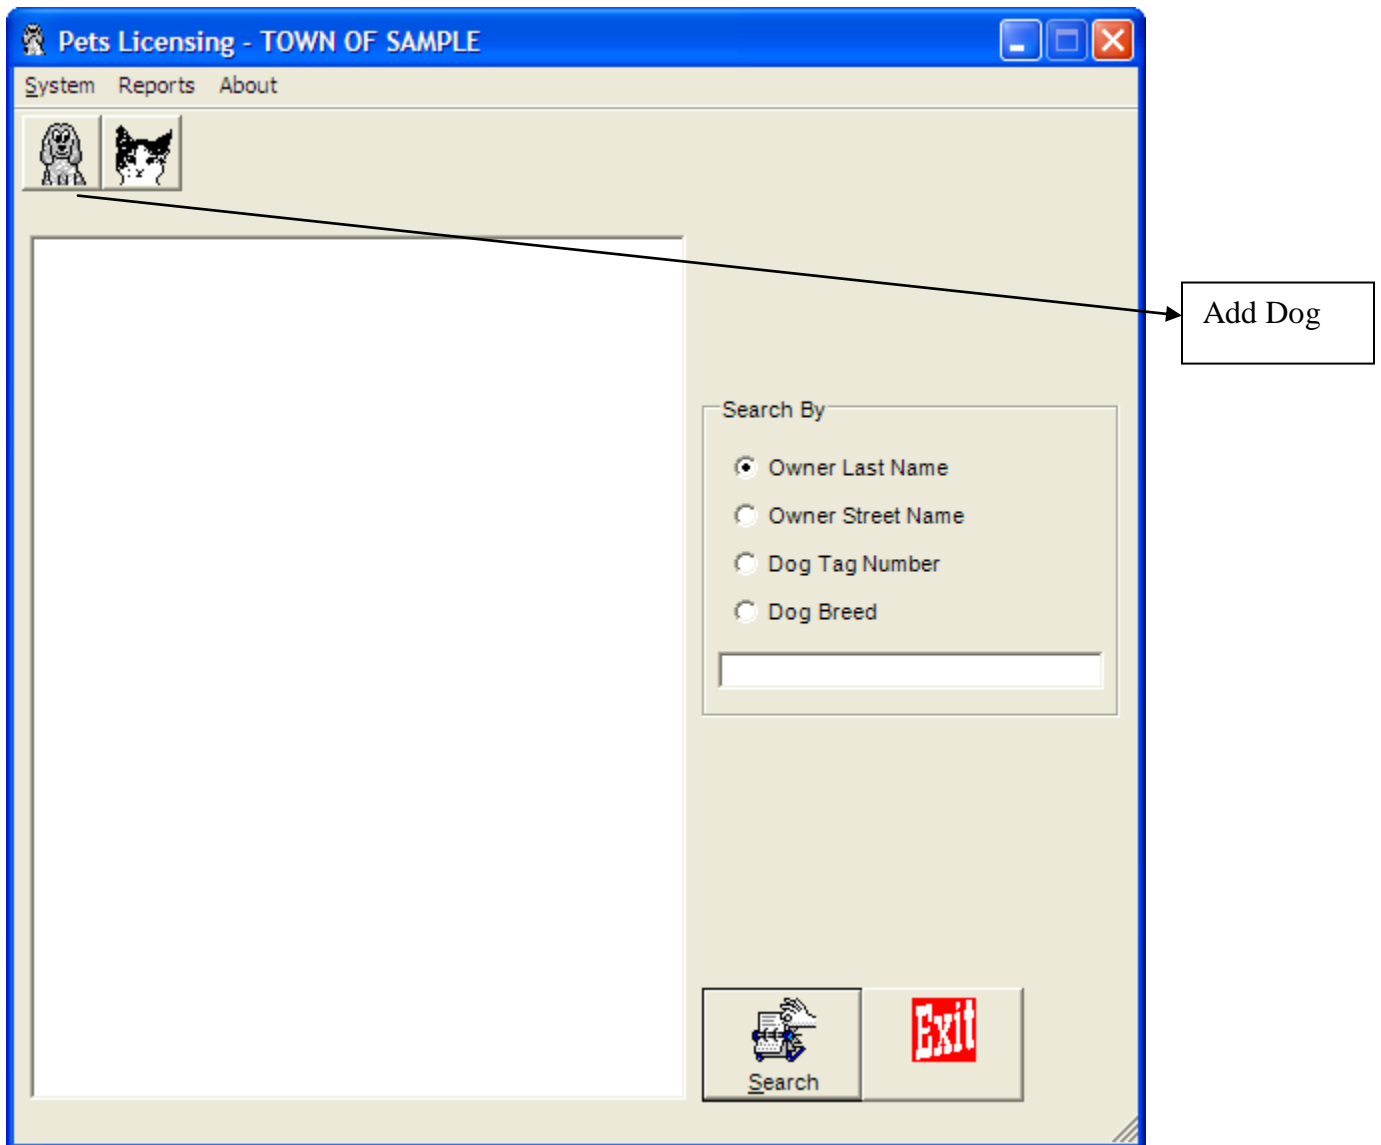 Pets Licensing - TOWN OF SAMPLE
System Reports About
Add Dog
Search By
Owner Last Name
Owner Street Name
Dog Tag Number
Dog Breed
Exit
Search